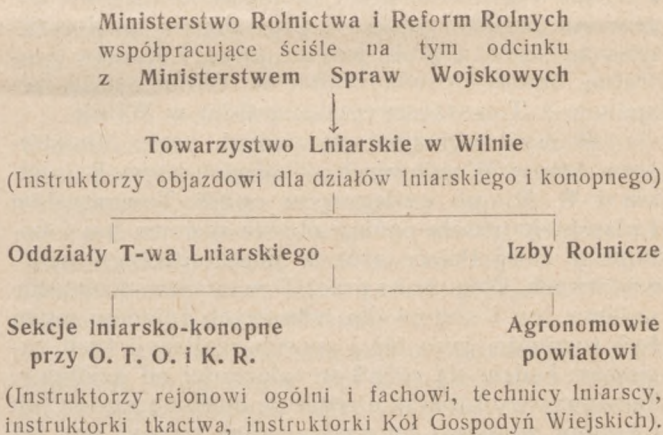 Ministerstwo Rolnictwa i Reform Rolnych
współpracujące ściśle na tym odcinku
z Ministerstwem Spraw Wojskowych
Towarzystwo Lniarskie w Wilnie
(Instruktorzy objazdowi dla działów lniarskiego i konopnego)
Oddziały T-wa Lniarskiego Izby Rolnicze
Sekcje lniarsko-konopne Agronomowie
przy O. T. O. i K. R. powiatowi
(Instruktorzy rejonowi ogólni i fachowi, technicy lniarscy,
instruktorki tkactwa, instruktorki Kół Gospodyń Wiejskich).